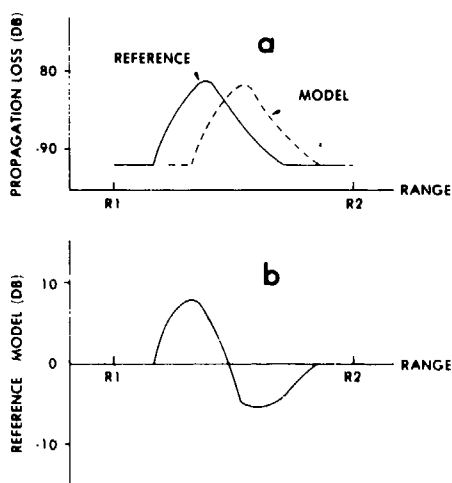 a
REFERENCE
MODEL
PROPAGATION LOSS (DB)
80
-90
R1
R2
RANGE
b
REFERENCE MODEL (DB)
10
0
-10
R1
R2
RANGE